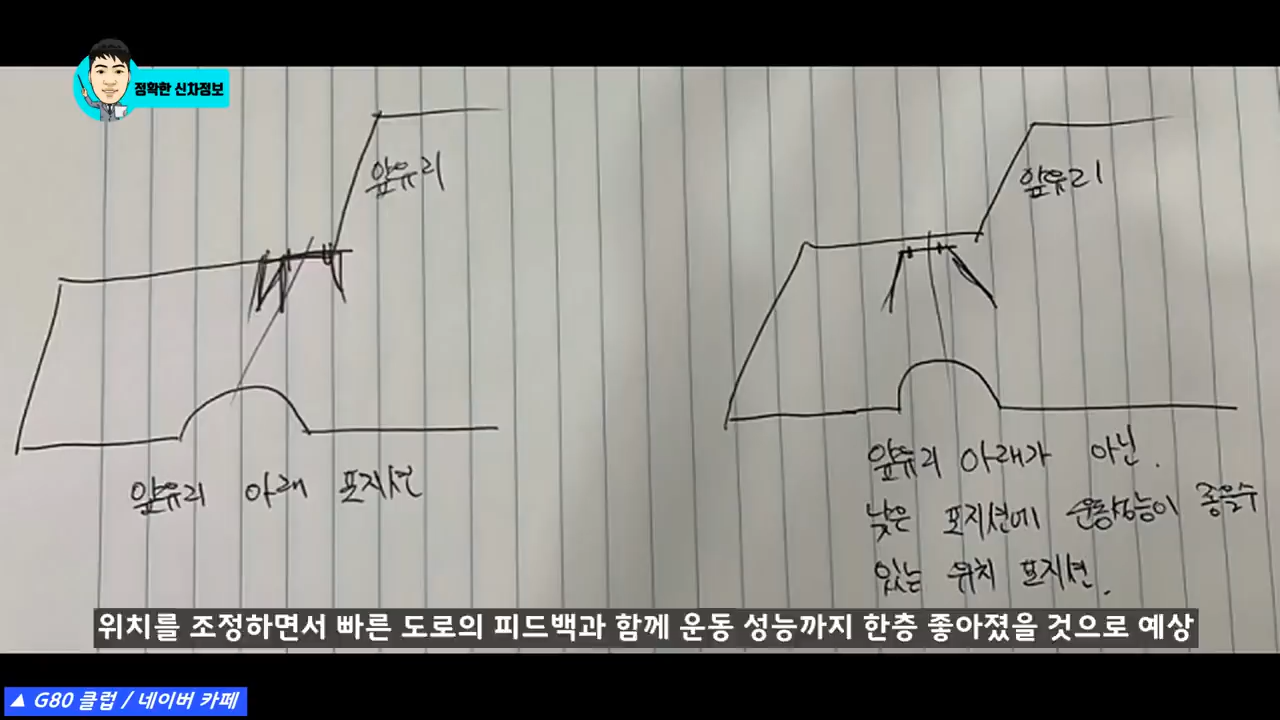 정확한 신차정보
앞유리
앞유리
앞유리 아래 포지션
앞유리 아래가 아닌.
낮은 포지션에 운동성능이 좋을수
있는 위치 포지션.
위치를 조정하면서 빠른 도로의 피드백과 함께 운동 성능까지 한층 좋아졌을 것으로 예상
▲ G80 클럽 / 네이버 카페